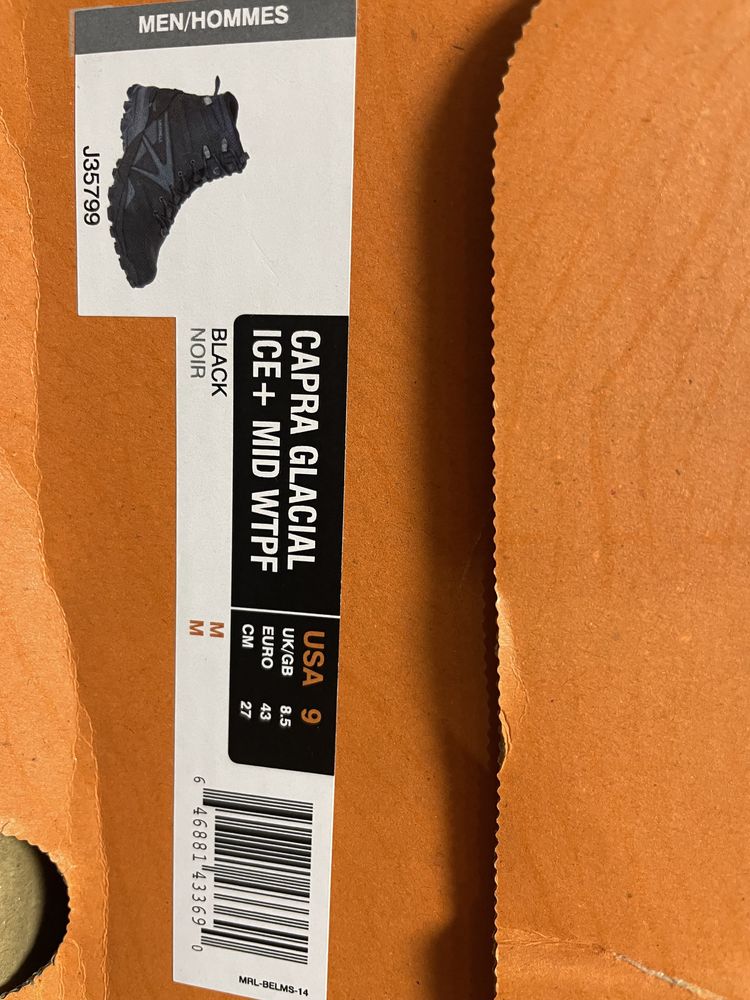 MEN/HOMMES
J35799
CAPRA GLACIAL
ICE+ MID WTPF
BLACK
NOIR
USA 9
UK/GB 8.5
EURO 43
CM 27
M
M
6 46881 43369 0
MRL-BELMS-14